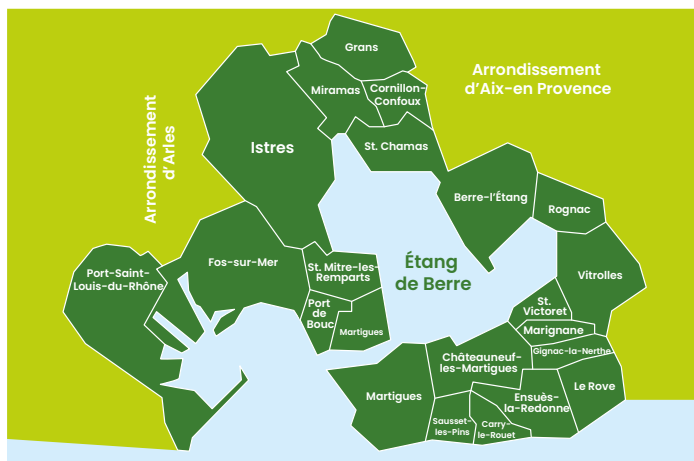 Grans
Arrondissement
d'Aix-en Provence
Miramas
Cornillon-
Confoux
Arrondissement
d'Arles
Istres
St. Chamas
Berre-l'Étang
Rognac
Étang
de Berre
Fos-sur-Mer
St. Mitre-les-
Remparts
Port-Saint-
Louis-du-Rhône
Vitrolles
Port
de
Bouc
Martigues
St.
Victoret
Marignane
Gignac-la-Nerthe
Châteauneuf-
les-Martigues
Le Rove
Martigues
Ensuès-
la-Redonne
Sausset-
les-Pins
Carry-
le-Rouet